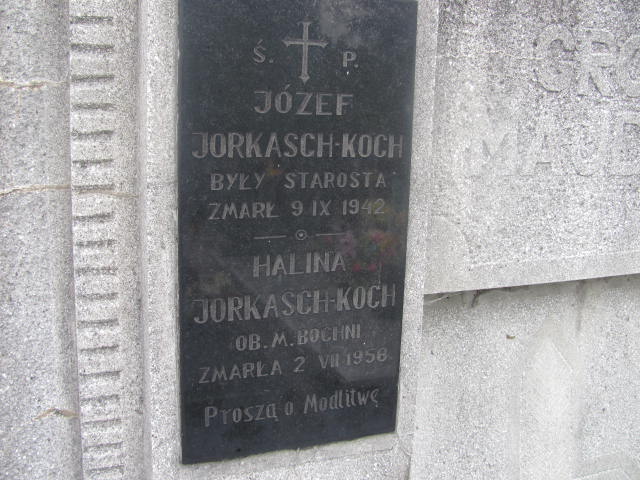 Ś. P.
JÓZEF
JORKASCH-KOCH
BYŁY STAROSTA
ZMARŁ 9 IX 1942
HALINA
JORKASCH-KOCH
OB. M. BOCHNI
ZMARŁA 2 VII 1958
Proszą o Modlitwę